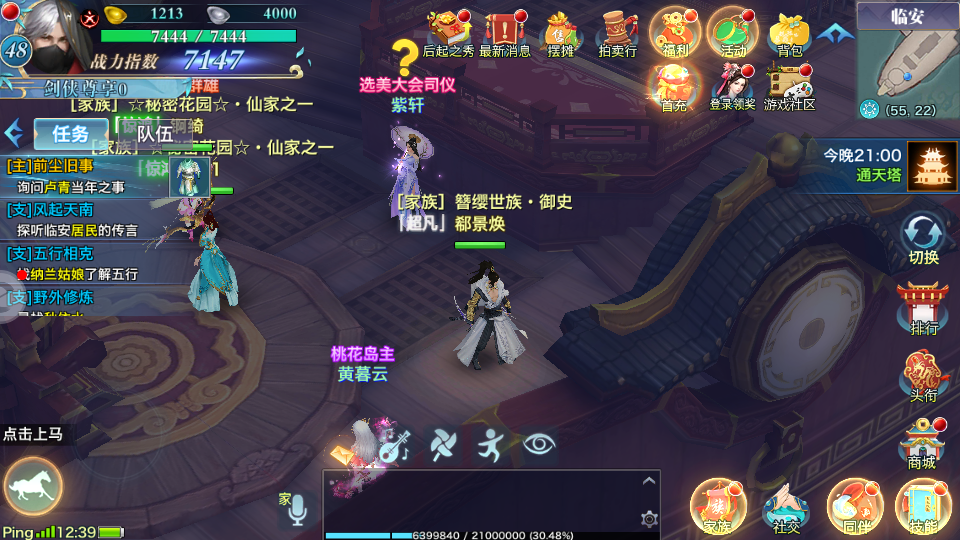 1213
4000
48
7444 / 7444
战力指数 7147
剑侠尊享0
群雄
[家族] ☆秘密花园☆·仙家之一
任务
队伍
[主]前尘旧事
询问卢青当年之事
[支]风起天南
探听临安居民的传言
[支]五行相克
找纳兰姑娘了解五行
[支]野外修炼
后起之秀
最新消息
摆摊
拍卖行
福利
活动
背包
首充
登录领奖
游戏社区
临安
(55, 22)
今晚21:00
通天塔
选美大会司仪
紫轩
[家族] 簪缨世族·御史
「超凡」郗景焕
桃花岛主
黄暮云
切换
排行
头衔
商城
点击上马
Ping
12:39
家
6399840 / 21000000 (30.48%)
家族
社交
同伴
技能